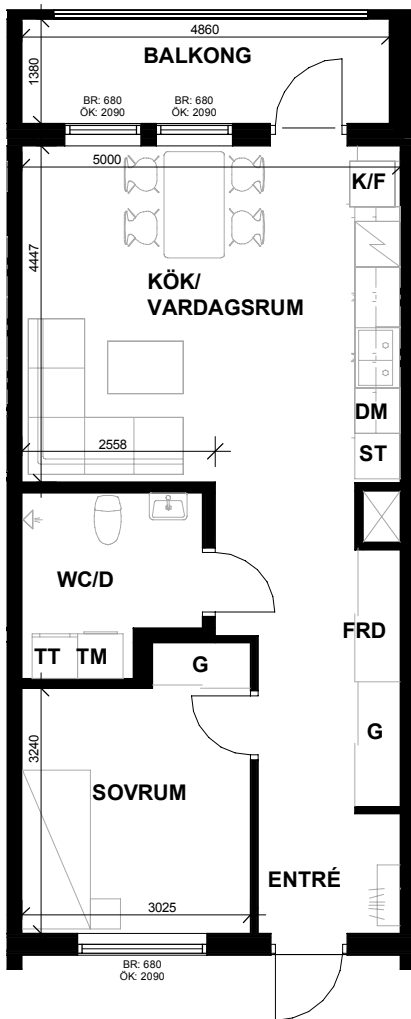 4860
BALKONG
1380
BR: 680
ÖK: 2090
BR: 680
ÖK: 2090
5000
K/F
4447
KÖK/
VARDAGSRUM
DM
2558
ST
WC/D
FRD
TT TM
G
G
3240
SOVRUM
ENTRÉ
3025
BR: 680
ÖK: 2090